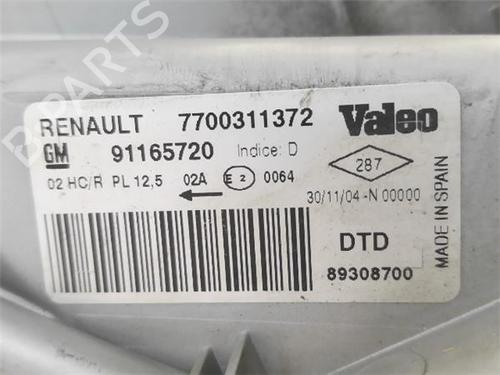 B-PARTS
RENAULT 7700311372 Valeo
GM 91165720 Indice: D 287
02 HC/R PL 12,5 02A E 2 0064
30/11/04 -N 00000
DTD
89308700
MADE IN SPAIN